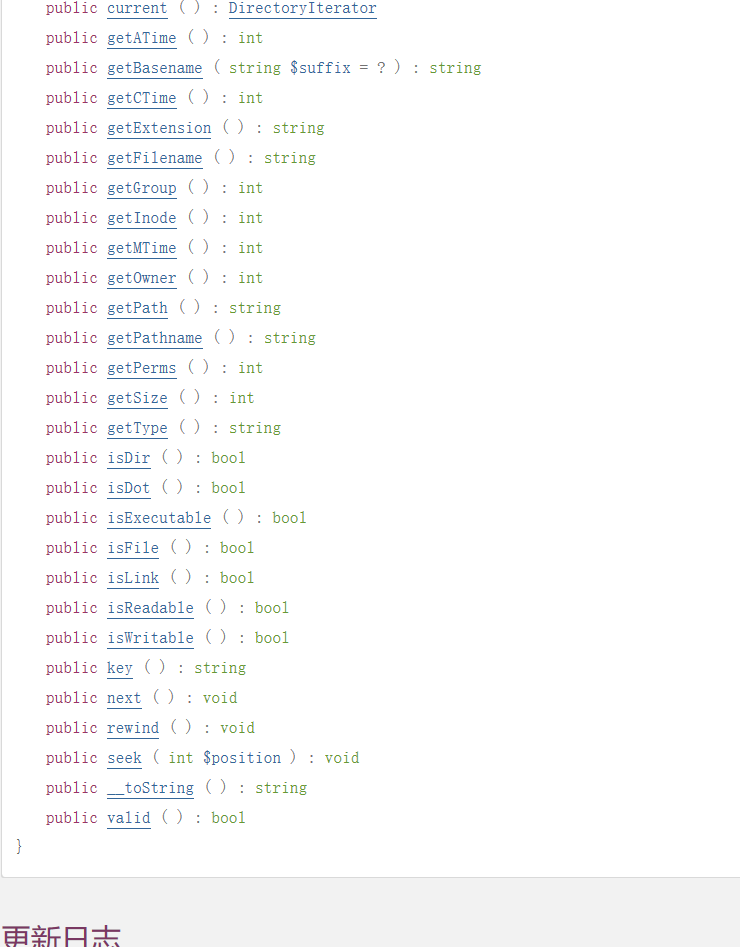 public current ( ) : DirectoryIterator
public getATime ( ) : int
public getBasename ( string $suffix = ? ) : string
public getCTime ( ) : int
public getExtension ( ) : string
public getFilename ( ) : string
public getGroup ( ) : int
public getInode ( ) : int
public getMTime ( ) : int
public getOwner ( ) : int
public getPath ( ) : string
public getPathname ( ) : string
public getPerms ( ) : int
public getSize ( ) : int
public getType ( ) : string
public isDir ( ) : bool
public isDot ( ) : bool
public isExecutable ( ) : bool
public isFile ( ) : bool
public isLink ( ) : bool
public isReadable ( ) : bool
public isWritable ( ) : bool
public key ( ) : string
public next ( ) : void
public rewind ( ) : void
public seek ( int $position ) : void
public __toString ( ) : string
public valid ( ) : bool
}
更新日志